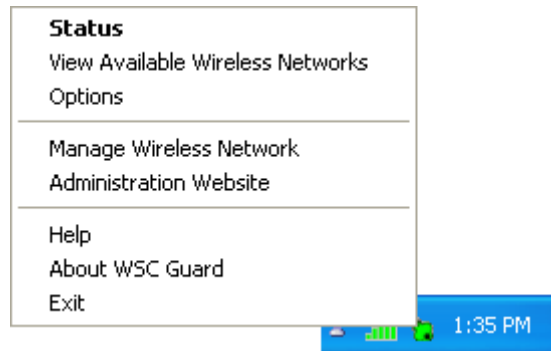 Status
View Available Wireless Networks
Options
Manage Wireless Network
Administration Website
Help
About WSC Guard
Exit
1:35 PM